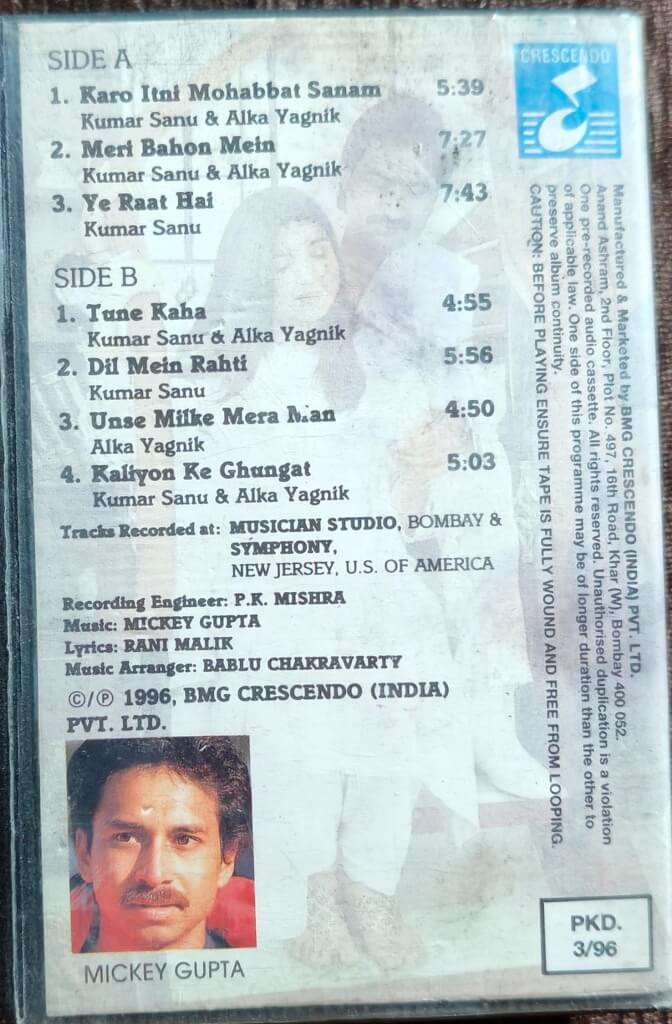 SIDE A
1. Karo Itni Mohabbat Sanam 5:39
Kumar Sanu & Alka Yagnik
2. Meri Bahon Mein 7:27
Kumar Sanu & Alka Yagnik
3. Ye Raat Hai 7:43
Kumar Sanu
SIDE B
1. Tune Kaha 4:55
Kumar Sanu & Alka Yagnik
2. Dil Mein Rahti 5:56
Kumar Sanu
3. Unse Milke Mera Man 4:50
Alka Yagnik
4. Kaliyon Ke Ghungat 5:03
Kumar Sanu & Alka Yagnik
Tracks Recorded at: MUSICIAN STUDIO, BOMBAY &
SYMPHONY,
NEW JERSEY, U.S. OF AMERICA
Recording Engineer: P.K. MISHRA
Music: MICKEY GUPTA
Lyrics: RANI MALIK
Music Arranger: BABLU CHAKRAVARTY
©/℗ 1996, BMG CRESCENDO (INDIA)
PVT. LTD.
MICKEY GUPTA
CRESCENDO
Manufactured & Marketed by BMG CRESCENDO (INDIA) PVT. LTD.
Anand Ashram, 2nd Floor, Plot No. 497, 16th Road, Khar (W), Bombay 400 052.
One pre-recorded audio cassette. All rights reserved. Unauthorised duplication is a violation
of applicable law. One side of this programme may be of longer duration than the other to
preserve album continuity.
CAUTION: BEFORE PLAYING ENSURE TAPE IS FULLY WOUND AND FREE FROM LOOPING.
PKD.
3/96